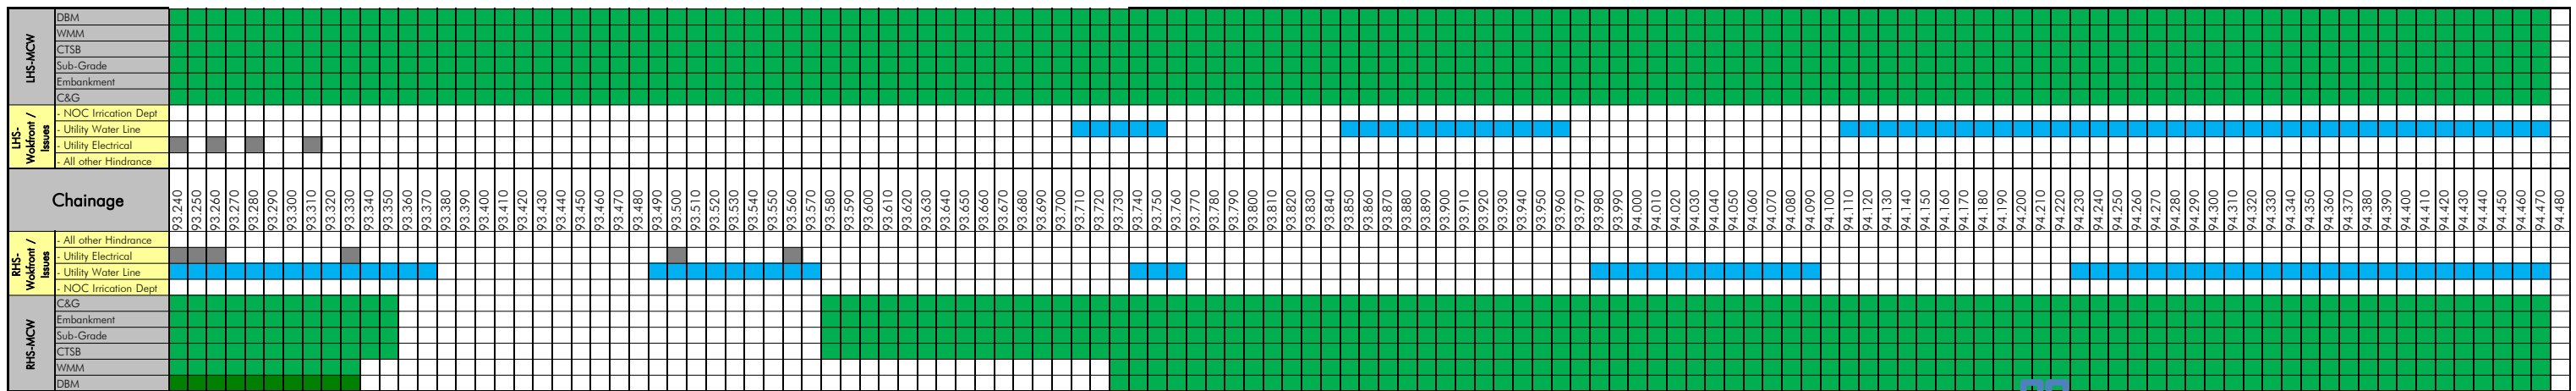 LHS-MCW
DBM
WMM
CTSB
Sub-Grade
Embankment
C&G
LHS-
Wokfront /
Issues
- NOC Irrication Dept
- Utility Water Line
- Utility Electrical
- All other Hindrance
Chainage
93.240 93.250 93.260 93.270 93.280 93.290 93.300 93.310 93.320 93.330 93.340 93.350 93.360 93.370 93.380 93.390 93.400 93.410 93.420 93.430 93.440 93.450 93.460 93.470 93.480 93.490 93.500 93.510 93.520 93.530 93.540 93.550 93.560 93.570 93.580 93.590 93.600 93.610 93.620 93.630 93.640 93.650 93.660 93.670 93.680 93.690 93.700 93.710 93.720 93.730 93.740 93.750 93.760 93.770 93.780 93.790 93.800 93.810 93.820 93.830 93.840 93.850 93.860 93.870 93.880 93.890 93.900 93.910 93.920 93.930 93.940 93.950 93.960 93.970 93.980 93.990 94.000 94.010 94.020 94.030 94.040 94.050 94.060 94.070 94.080 94.090 94.100 94.110 94.120 94.130 94.140 94.150 94.160 94.170 94.180 94.190 94.200 94.210 94.220 94.230 94.240 94.250 94.260 94.270 94.280 94.290 94.300 94.310 94.320 94.330 94.340 94.350 94.360 94.370 94.380 94.390 94.400 94.410 94.420 94.430 94.440 94.450 94.460 94.470 94.480
RHS-
Wokfront /
Issues
- All other Hindrance
- Utility Electrical
- Utility Water Line
- NOC Irrication Dept
RHS-MCW
C&G
Embankment
Sub-Grade
CTSB
WMM
DBM